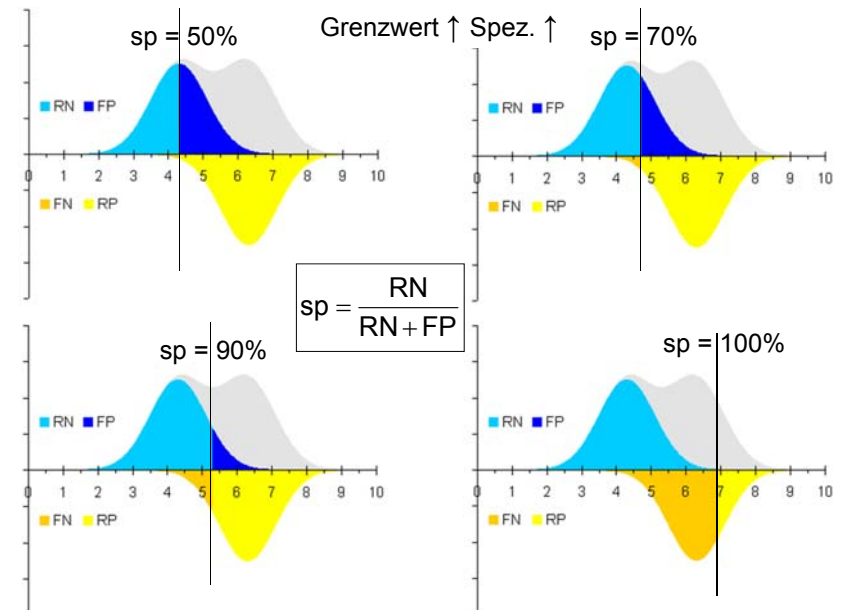 Grenzwert ↑ Spez. ↑
sp = 50%
RN FP
0 1 2 3 4 5 6 7 8 9 10
FN RP
sp = 70%
RN FP
0 1 2 3 4 5 6 7 8 9 10
FN RP
sp = RN / RN + FP
sp = 90%
RN FP
0 1 2 3 4 5 6 7 8 9 10
FN RP
sp = 100%
RN FP
0 1 2 3 4 5 6 7 8 9 10
FN RP